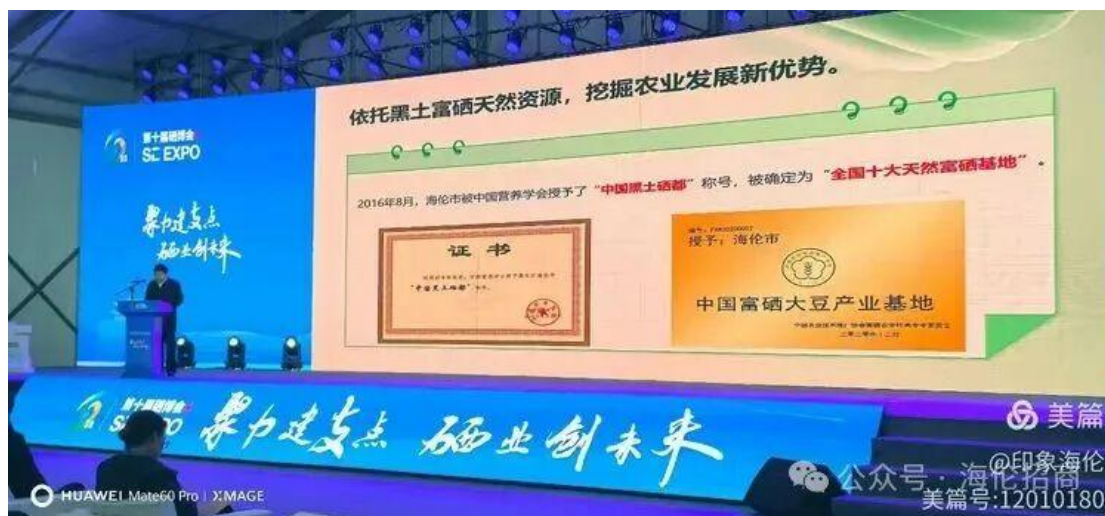 依托黑土富硒天然资源，挖掘农业发展新优势。
第十届硒博会
SE EXPO
2016年8月，海伦市被中国营养学会授予了“中国黑土硒都”称号，被确定为“全国十大天然富硒基地”。
聚力建支点
硒业创未来
证书
“中国黑土硒都”
授予：海伦市
中国富硒大豆产业基地
第十届硒博会
聚力建支点 硒业创未来
美篇
@印象海伦
公众号·海伦招商
美篇号:12010180
HUAWEI Mate60 Pro | XMAGE